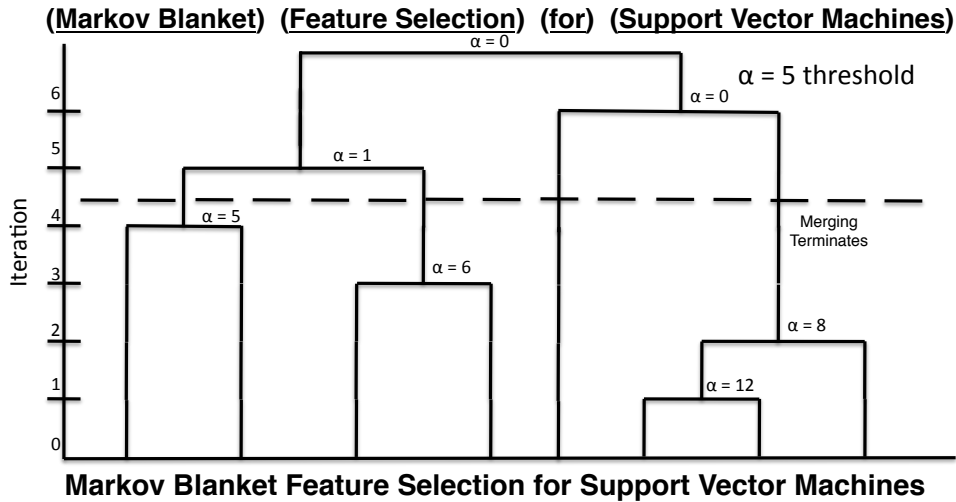 (Markov Blanket) (Feature Selection) (for) (Support Vector Machines)
α = 0
α = 5 threshold
6
α = 0
5
α = 1
4
α = 5
Merging
Terminates
Iteration
3
α = 6
2
α = 8
1
α = 12
0
Markov Blanket Feature Selection for Support Vector Machines